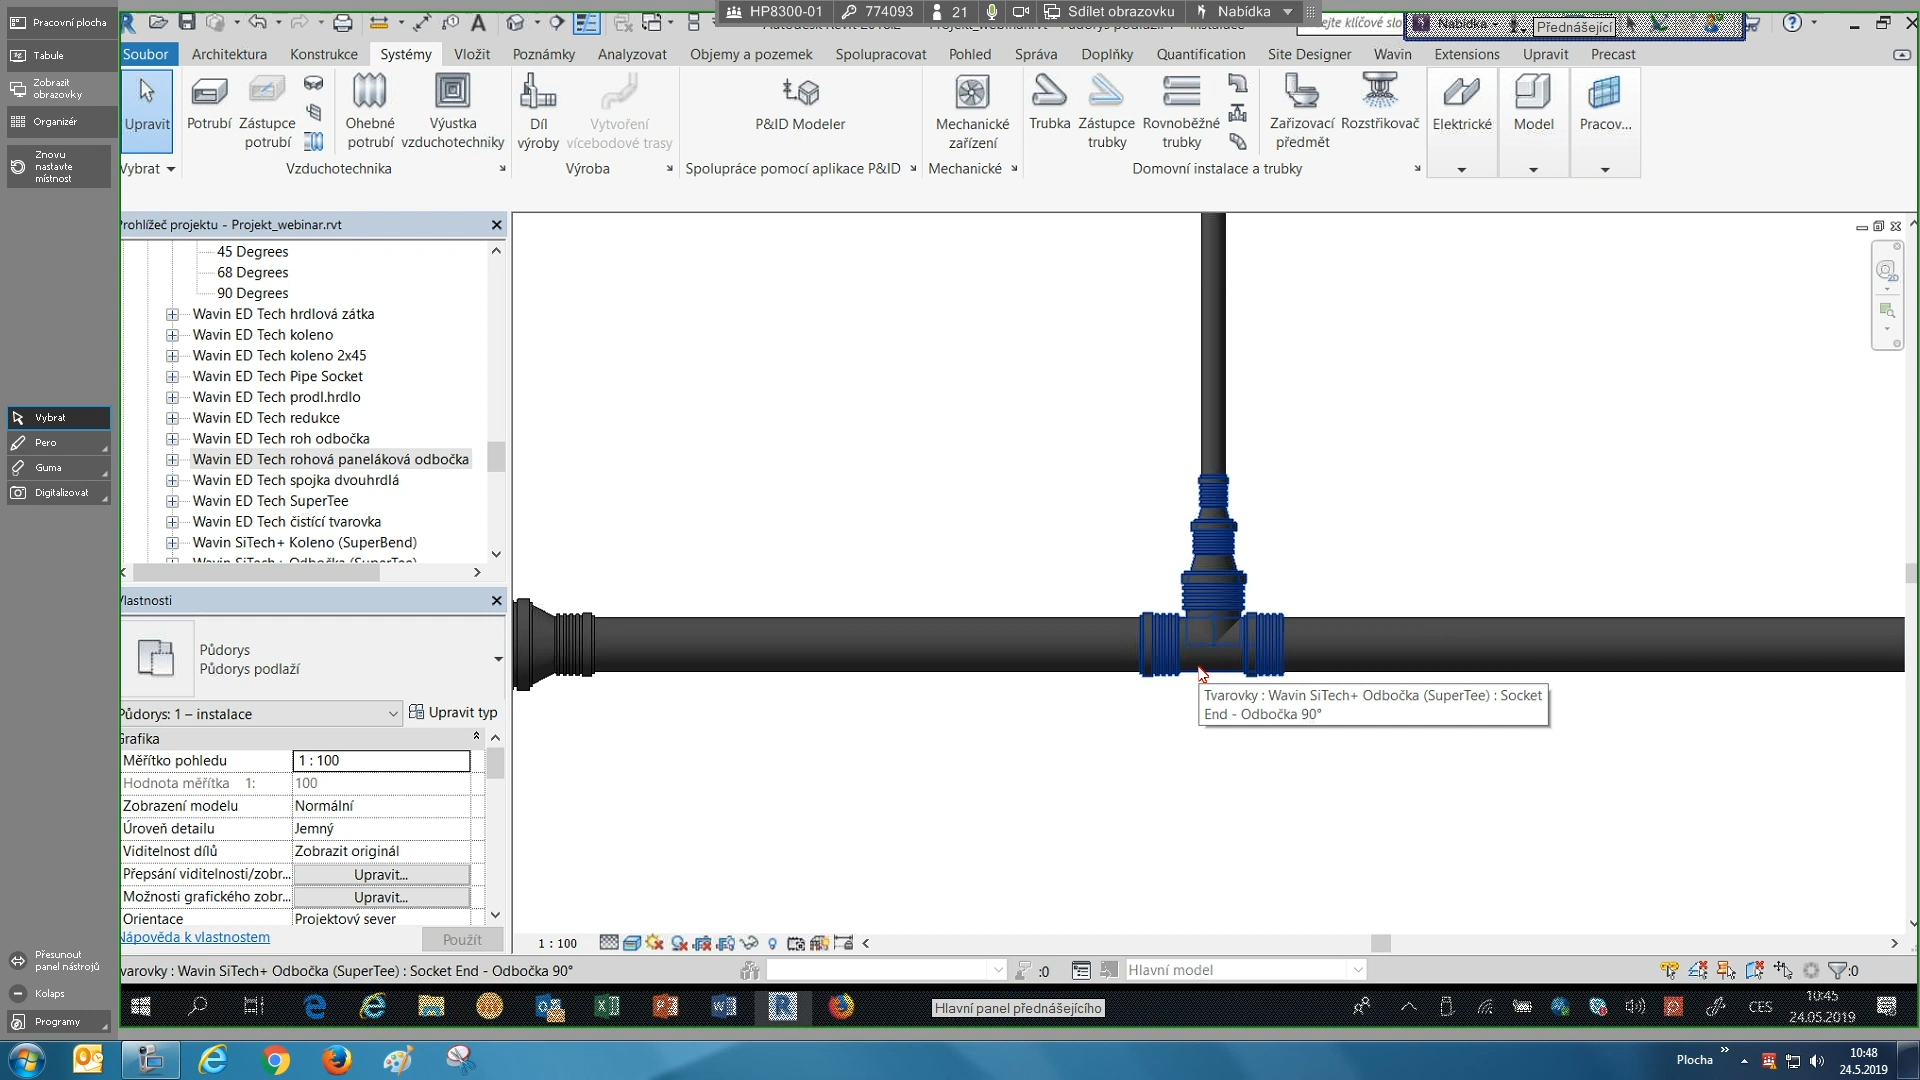 Pracovní plocha
Tabule
Zobrazit
obrazovky
Organizér
Znovu
nastavte
místnost
Vybrat
Pero
Guma
Digitalizovat
Přesunout
panel nástrojů
Kolaps
Programy
HP8300-01
774093
21
Sdílet obrazovku
Nabídka
Nabídka
Přednášející
Soubor
Architektura
Konstrukce
Systémy
Vložit
Poznámky
Analyzovat
Objemy a pozemek
Spolupracovat
Pohled
Správa
Doplňky
Quantification
Site Designer
Wavin
Extensions
Upravit
Precast
Upravit
Potrubí
Zástupce
potrubí
Ohebné
potrubí
Výustka
vzduchotechniky
Díl
výroby
Vytvoření
vícebodové trasy
P&ID Modeler
Mechanické
zařízení
Trubka
Zástupce
trubky
Rovnoběžné
trubky
Zařizovací
předmět
Rozstřikovač
Elektrické
Model
Pracov...
Vybrat
Vzduchotechnika
Výroba
Spolupráce pomocí aplikace P&ID
Mechanické
Domovní instalace a trubky
rohlížeč projektu - Projekt_webinar.rvt
45 Degrees
68 Degrees
90 Degrees
Wavin ED Tech hrdlová zátka
Wavin ED Tech koleno
Wavin ED Tech koleno 2x45
Wavin ED Tech Pipe Socket
Wavin ED Tech prodl.hrdlo
Wavin ED Tech redukce
Wavin ED Tech roh odbočka
Wavin ED Tech rohová paneláková odbočka
Wavin ED Tech spojka dvouhrdlá
Wavin ED Tech SuperTee
Wavin ED Tech čistící tvarovka
Wavin SiTech+ Koleno (SuperBend)
Wavin SiTech+ Odbočka (SuperTee)
lastnosti
Půdorys
Půdorys podlaží
Půdorys: 1 – instalace
Upravit typ
Grafika
Měřítko pohledu 1 : 100
Hodnota měřítka 1: 100
Zobrazení modelu Normální
Úroveň detailu Jemný
Viditelnost dílů Zobrazit originál
Přepsání viditelnosti/zobr... Upravit...
Možnosti grafického zobr... Upravit...
Orientace Projektový sever
Nápověda k vlastnostem
Použít
Tvarovky : Wavin SiTech+ Odbočka (SuperTee) : Socket
End - Odbočka 90°
1 : 100
varovky : Wavin SiTech+ Odbočka (SuperTee) : Socket End - Odbočka 90°
:0
Hlavní model
:0
Hlavní panel přednášejícího
CES
10:45
24.05.2019
Plocha
10:48
24.5.2019